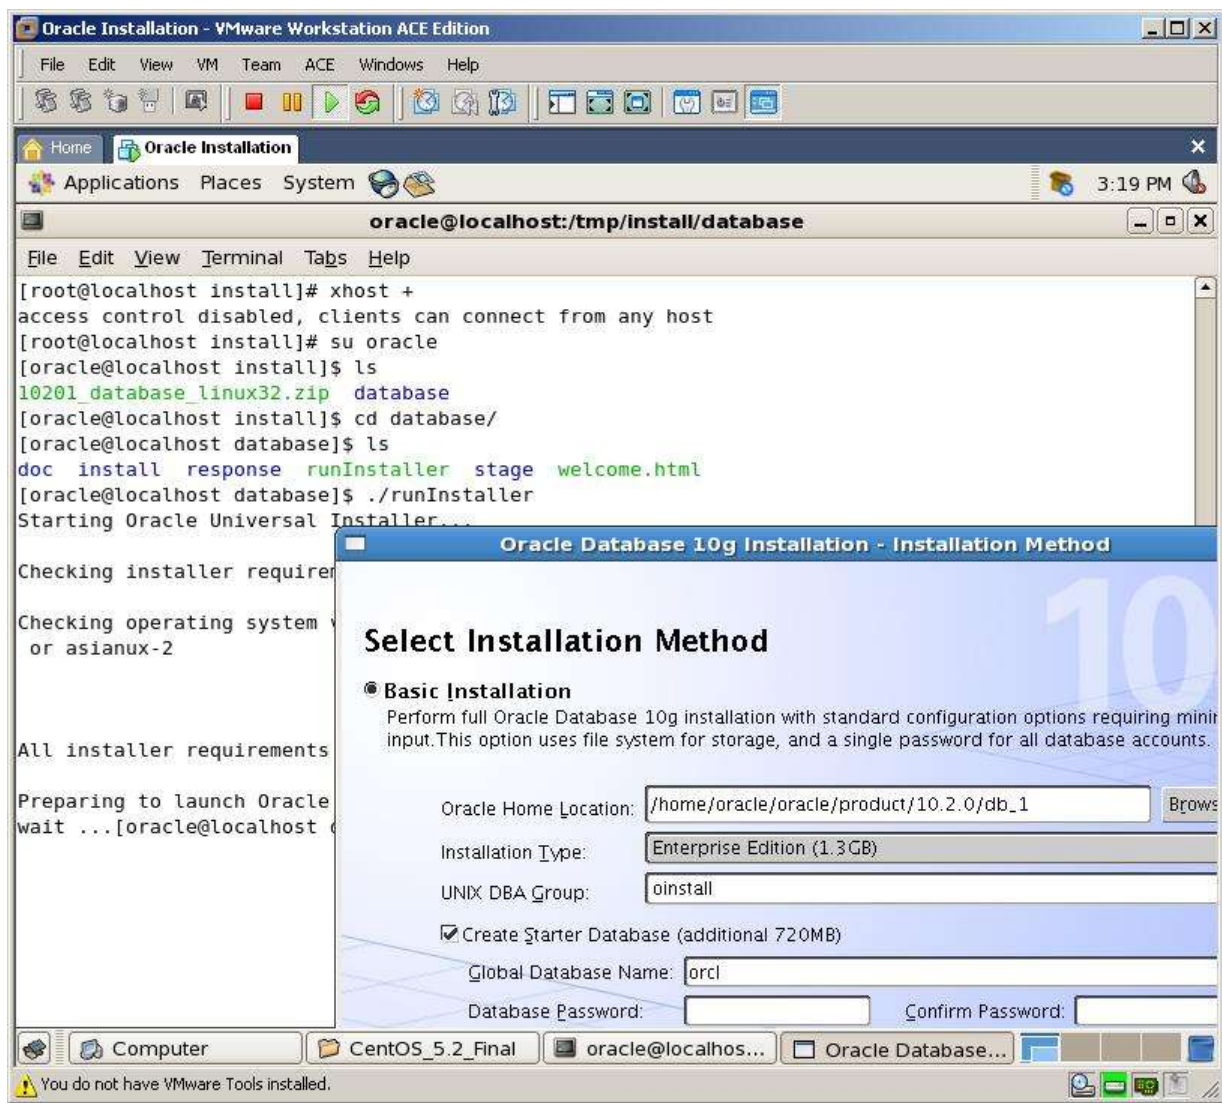 Oracle Installation - VMware Workstation ACE Edition
File Edit View VM Team ACE Windows Help
Home Oracle Installation
Applications Places System 3:19 PM
oracle@localhost:/tmp/install/database
File Edit View Terminal Tabs Help
[root@localhost install]# xhost +
access control disabled, clients can connect from any host
[root@localhost install]# su oracle
[oracle@localhost install]$ ls
10201_database_linux32.zip database
[oracle@localhost install]$ cd database/
[oracle@localhost database]$ ls
doc install response runInstaller stage welcome.html
[oracle@localhost database]$ ./runInstaller
Starting Oracle Universal Installer...
Checking installer requirem
Checking operating system v
or asianux-2
All installer requirements
Preparing to launch Oracle
wait ...[oracle@localhost d
Oracle Database 10g Installation - Installation Method
10
Select Installation Method
Basic Installation
Perform full Oracle Database 10g installation with standard configuration options requiring minin
input.This option uses file system for storage, and a single password for all database accounts.
Oracle Home Location: /home/oracle/oracle/product/10.2.0/db_1 Brows
Installation Type: Enterprise Edition (1.3GB)
UNIX DBA Group: oinstall
Create Starter Database (additional 720MB)
Global Database Name: orcl
Database Password: Confirm Password:
Computer CentOS_5.2_Final oracle@localhos... Oracle Database...
You do not have VMware Tools installed.